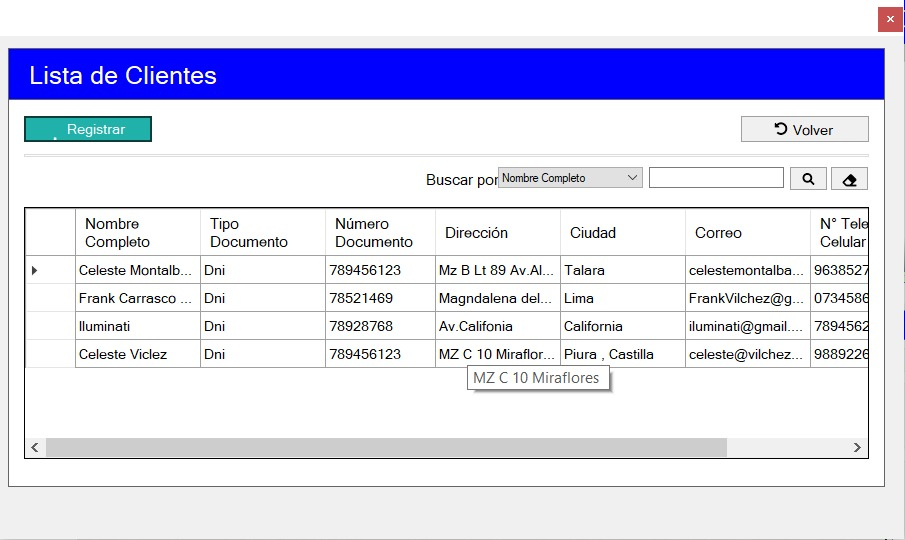 Lista de Clientes
Registrar
Volver
Buscar por Nombre Completo
Nombre Completo Tipo Documento Número Documento Dirección Ciudad Correo N° Tele Celular
Celeste Montalb... Dni 789456123 Mz B Lt 89 Av.Al... Talara celestemontalba... 9638527
Frank Carrasco ... Dni 78521469 Magndalena del... Lima FrankVilchez@g... 0734586
Iluminati Dni 78928768 Av.Califonia California iluminati@gmail.... 7894562
Celeste Viclez Dni 789456123 MZ C 10 Miraflor... Piura , Castilla celeste@vilchez... 9889226
MZ C 10 Miraflores